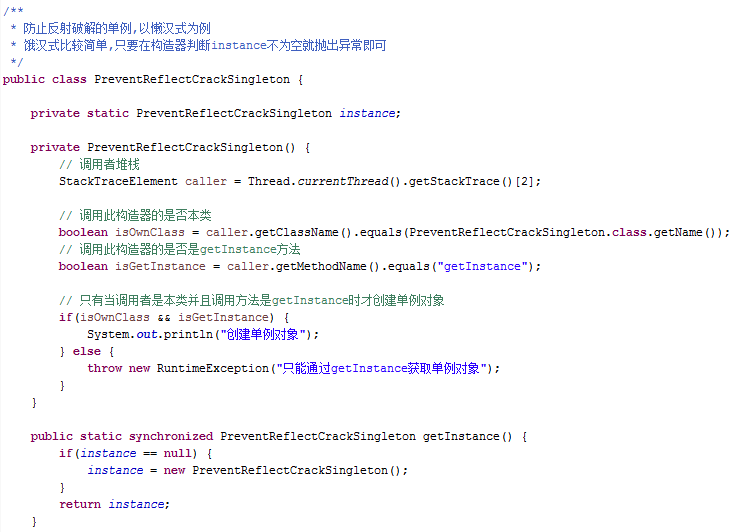 /**
 * 防止反射破解的单例,以懒汉式为例
 * 饿汉式比较简单,只要在构造器判断instance不为空就抛出异常即可
 */
public class PreventReflectCrackSingleton {
    private static PreventReflectCrackSingleton instance;
    private PreventReflectCrackSingleton() {
        // 调用者堆栈
        StackTraceElement caller = Thread.currentThread().getStackTrace()[2];
        // 调用此构造器的是否本类
        boolean isOwnClass = caller.getClassName().equals(PreventReflectCrackSingleton.class.getName());
        // 调用此构造器的是否是getInstance方法
        boolean isGetInstance = caller.getMethodName().equals("getInstance");
        // 只有当调用者是本类并且调用方法是getInstance时才创建单例对象
        if(isOwnClass && isGetInstance) {
            System.out.println("创建单例对象");
        } else {
            throw new RuntimeException("只能通过getInstance获取单例对象");
        }
    }
    public static synchronized PreventReflectCrackSingleton getInstance() {
        if(instance == null) {
            instance = new PreventReflectCrackSingleton();
        }
        return instance;
    }